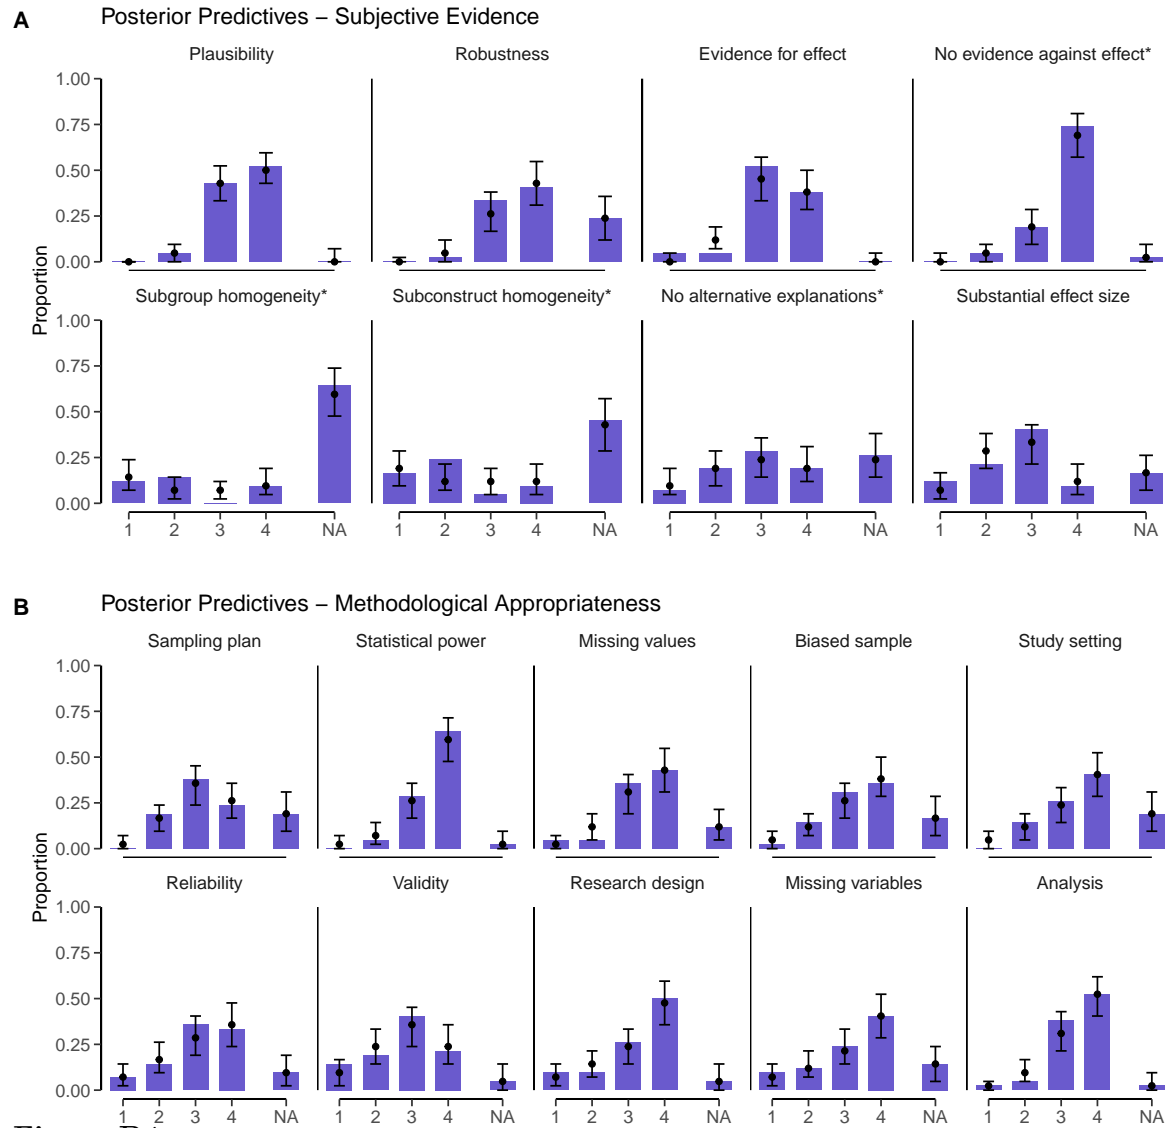 A Posterior Predictives – Subjective Evidence
Plausibility Robustness Evidence for effect No evidence against effect*
1.00
0.75
0.50
0.25
0.00
Subgroup homogeneity* Subconstruct homogeneity* No alternative explanations* Substantial effect size
1.00
0.75
0.50
0.25
0.00
Proportion
1 2 3 4 NA 1 2 3 4 NA 1 2 3 4 NA 1 2 3 4 NA
B Posterior Predictives – Methodological Appropriateness
Sampling plan Statistical power Missing values Biased sample Study setting
1.00
0.75
0.50
0.25
0.00
Reliability Validity Research design Missing variables Analysis
1.00
0.75
0.50
0.25
0.00
Proportion
1 2 3 4 NA 1 2 3 4 NA 1 2 3 4 NA 1 2 3 4 NA 1 2 3 4 NA